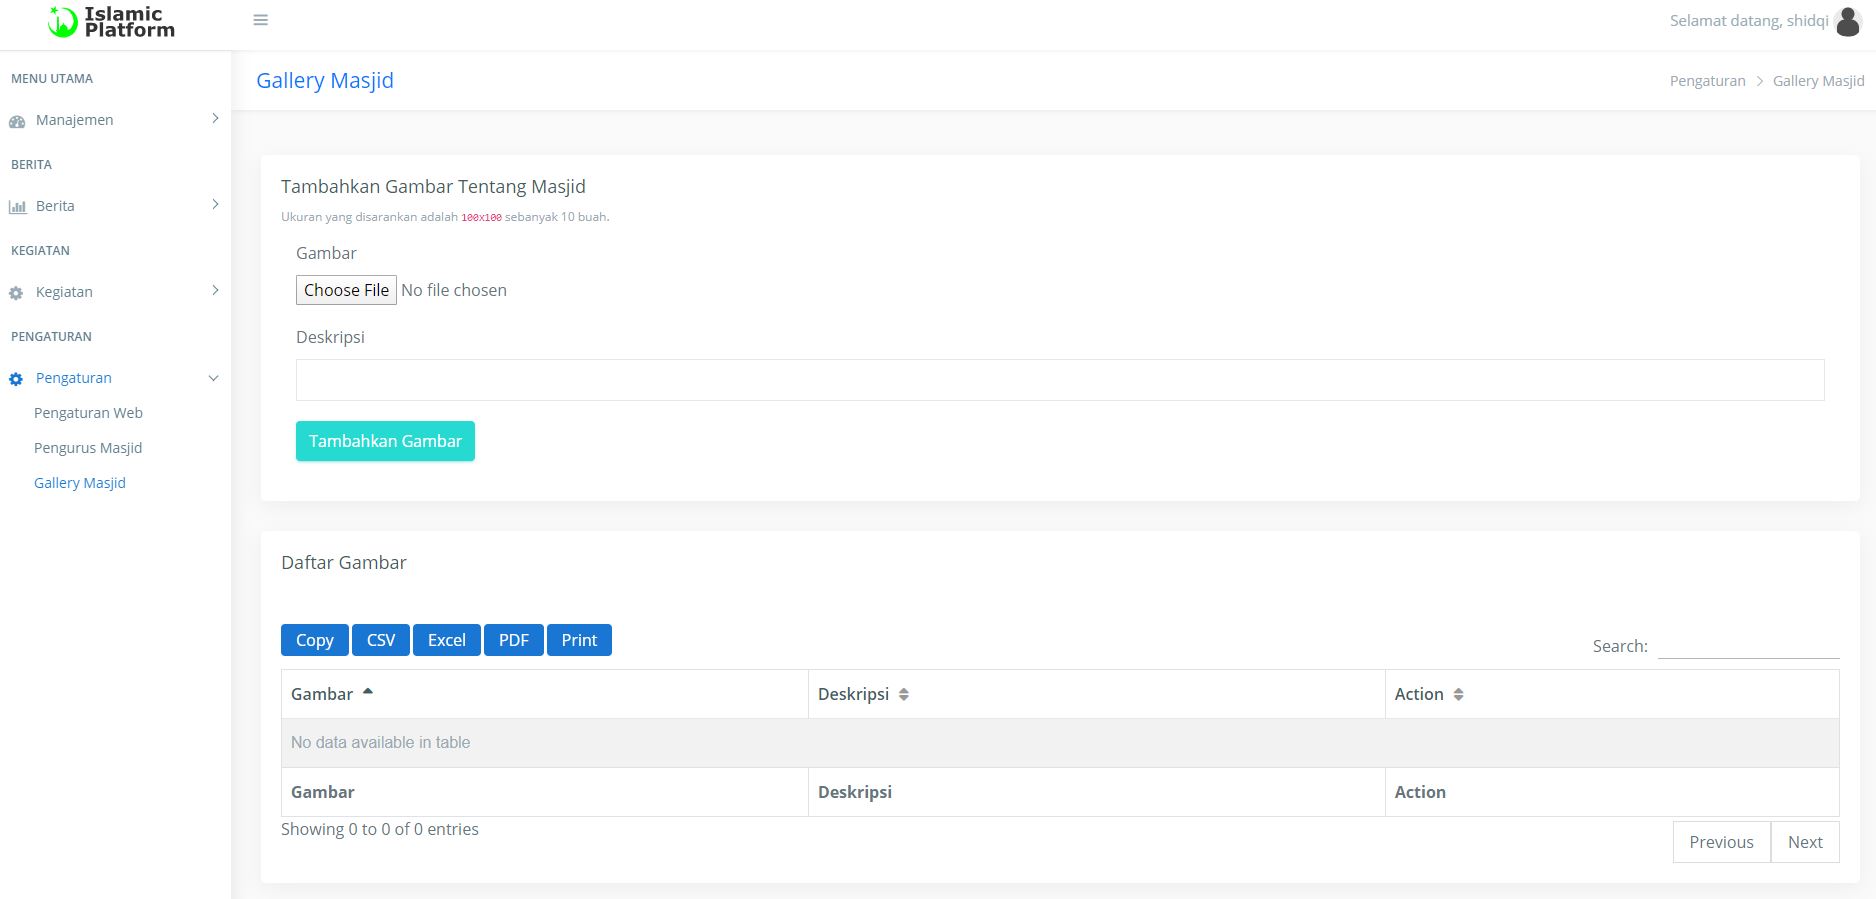 Islamic
Platform
Selamat datang, shidqi
MENU UTAMA
Manajemen
BERITA
Berita
KEGIATAN
Kegiatan
PENGATURAN
Pengaturan
Pengaturan Web
Pengurus Masjid
Gallery Masjid
Gallery Masjid
Pengaturan > Gallery Masjid
Tambahkan Gambar Tentang Masjid
Ukuran yang disarankan adalah 100x100 sebanyak 10 buah.
Gambar
Choose File No file chosen
Deskripsi
Tambahkan Gambar
Daftar Gambar
Copy CSV Excel PDF Print
Search:
Gambar Deskripsi Action
No data available in table
Gambar Deskripsi Action
Showing 0 to 0 of 0 entries
Previous Next